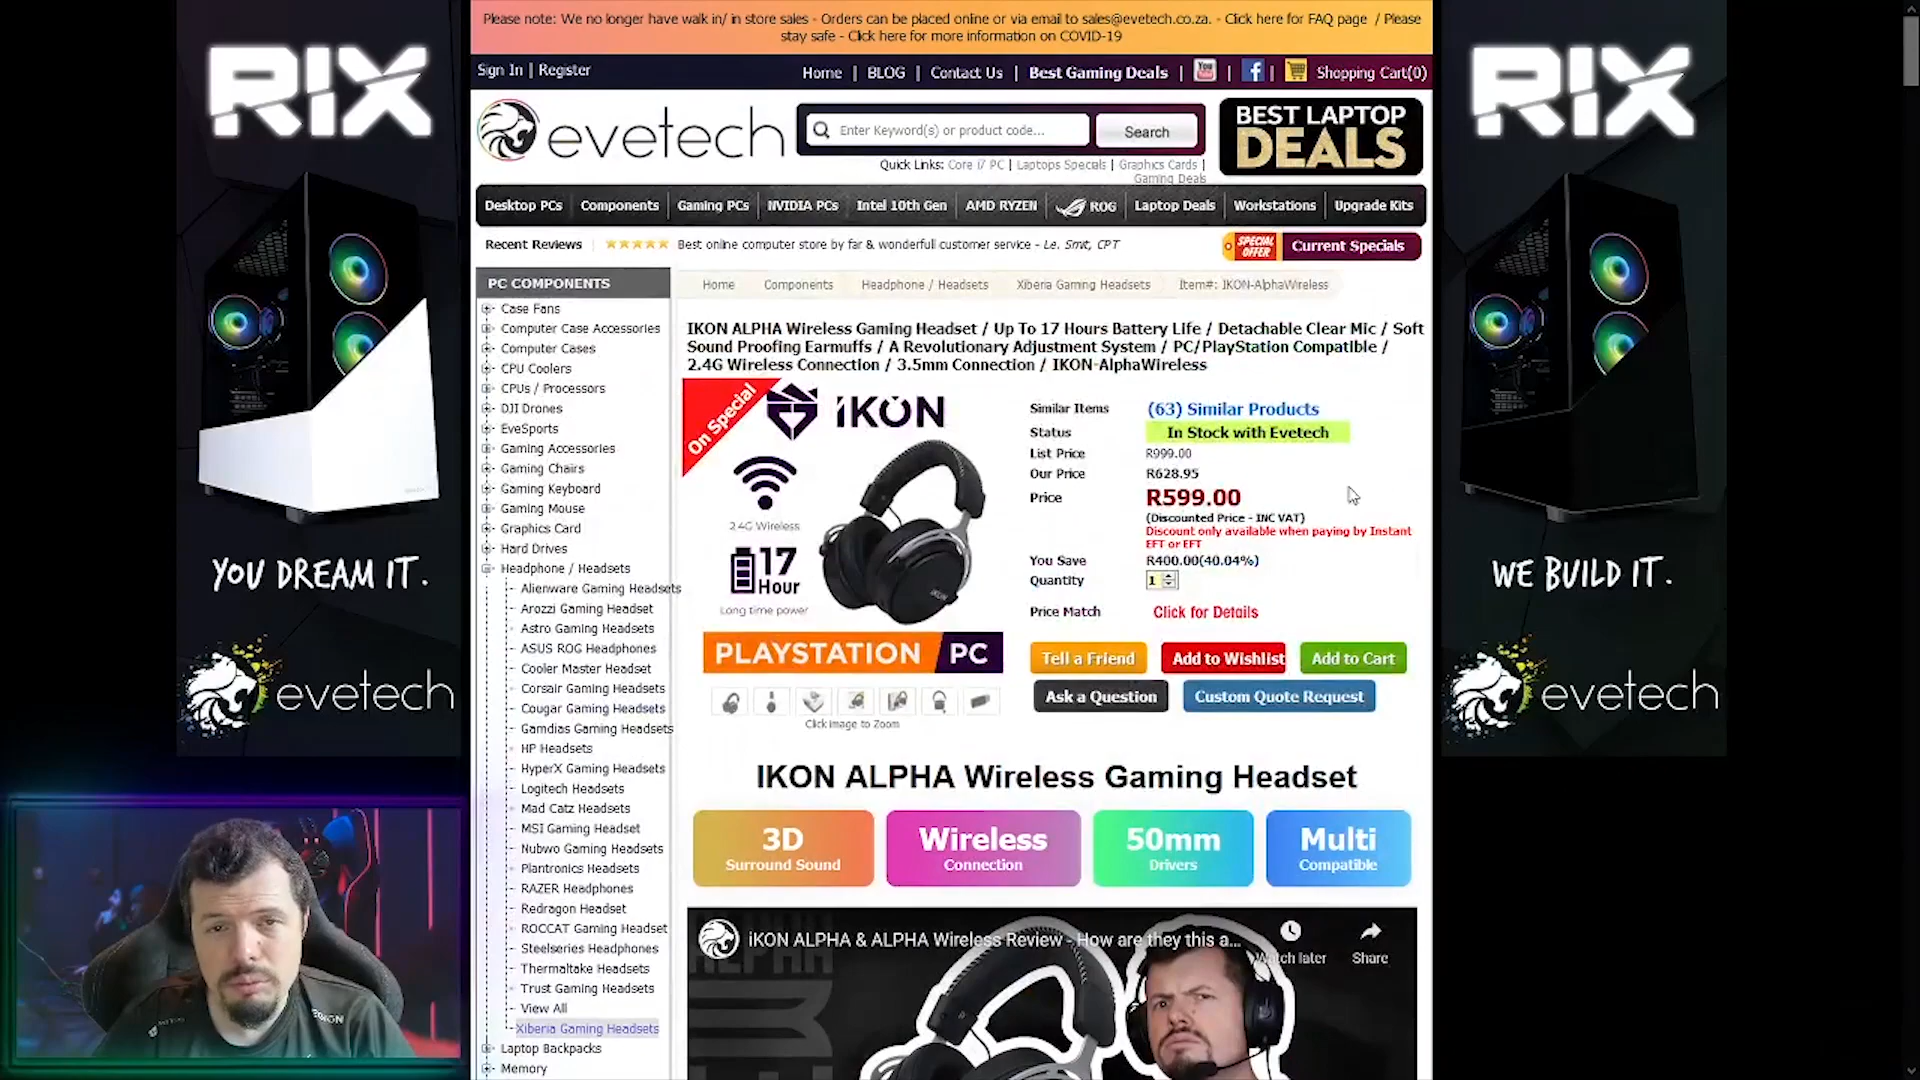 Please note: We no longer have walk in/ in store sales - Orders can be placed online or via email to sales@evetech.co.za. - Click here for FAQ page / Please
stay safe - Click here for more information on COVID-19
Sign In | Register
Home | BLOG | Contact Us | Best Gaming Deals | You | f | Shopping Cart(0)
evetech
Enter Keyword(s) or product code...
Search
Quick Links: Core i7 PC | Laptops Specials | Graphics Cards |
Gaming Deals
BEST LAPTOP
DEALS
Desktop PCs
Components
Gaming PCs
NVIDIA PCs
Intel 10th Gen
AMD RYZEN
ROG
Laptop Deals
Workstations
Upgrade Kits
Recent Reviews
Best online computer store by far & wonderfull customer service - Le. Smit, CPT
SPECIAL
OFFER
Current Specials
PC COMPONENTS
Case Fans
Computer Case Accessories
Computer Cases
CPU Coolers
CPUs / Processors
DJI Drones
EveSports
Gaming Accessories
Gaming Chairs
Gaming Keyboard
Gaming Mouse
Graphics Card
Hard Drives
Headphone / Headsets
Alienware Gaming Headsets
Arozzi Gaming Headset
Astro Gaming Headsets
ASUS ROG Headphones
Cooler Master Headset
Corsair Gaming Headsets
Cougar Gaming Headsets
Gamdias Gaming Headsets
HP Headsets
HyperX Gaming Headsets
Logitech Headsets
Mad Catz Headsets
MSI Gaming Headset
Nubwo Gaming Headsets
Plantronics Headsets
RAZER Headphones
Redragon Headset
ROCCAT Gaming Headset
Steelseries Headphones
Thermaltake Headsets
Trust Gaming Headsets
View All
Xiberia Gaming Headsets
Laptop Backpacks
Memory
Home
Components
Headphone / Headsets
Xiberia Gaming Headsets
Item#: IKON-AlphaWireless
IKON ALPHA Wireless Gaming Headset / Up To 17 Hours Battery Life / Detachable Clear Mic / Soft
Sound Proofing Earmuffs / A Revolutionary Adjustment System / PC/PlayStation Compatible /
2.4G Wireless Connection / 3.5mm Connection / IKON-AlphaWireless
On Special
iKON
2.4G Wireless
17
Hour
Long time power
PLAYSTATION PC
Click image to Zoom
Similar Items (63) Similar Products
Status In Stock with Evetech
List Price R999.00
Our Price R628.95
Price R599.00
(Discounted Price - INC VAT)
Discount only available when paying by Instant
EFT or EFT
You Save R400.00(40.04%)
Quantity 1
Price Match Click for Details
Tell a Friend
Add to Wishlist
Add to Cart
Ask a Question
Custom Quote Request
IKON ALPHA Wireless Gaming Headset
3D
Surround Sound
Wireless
Connection
50mm
Drivers
Multi
Compatible
iKON ALPHA & ALPHA Wireless Review - How are they this a...
Watch later
Share
RIX
YOU DREAM IT.
evetech
RIX
WE BUILD IT.
evetech